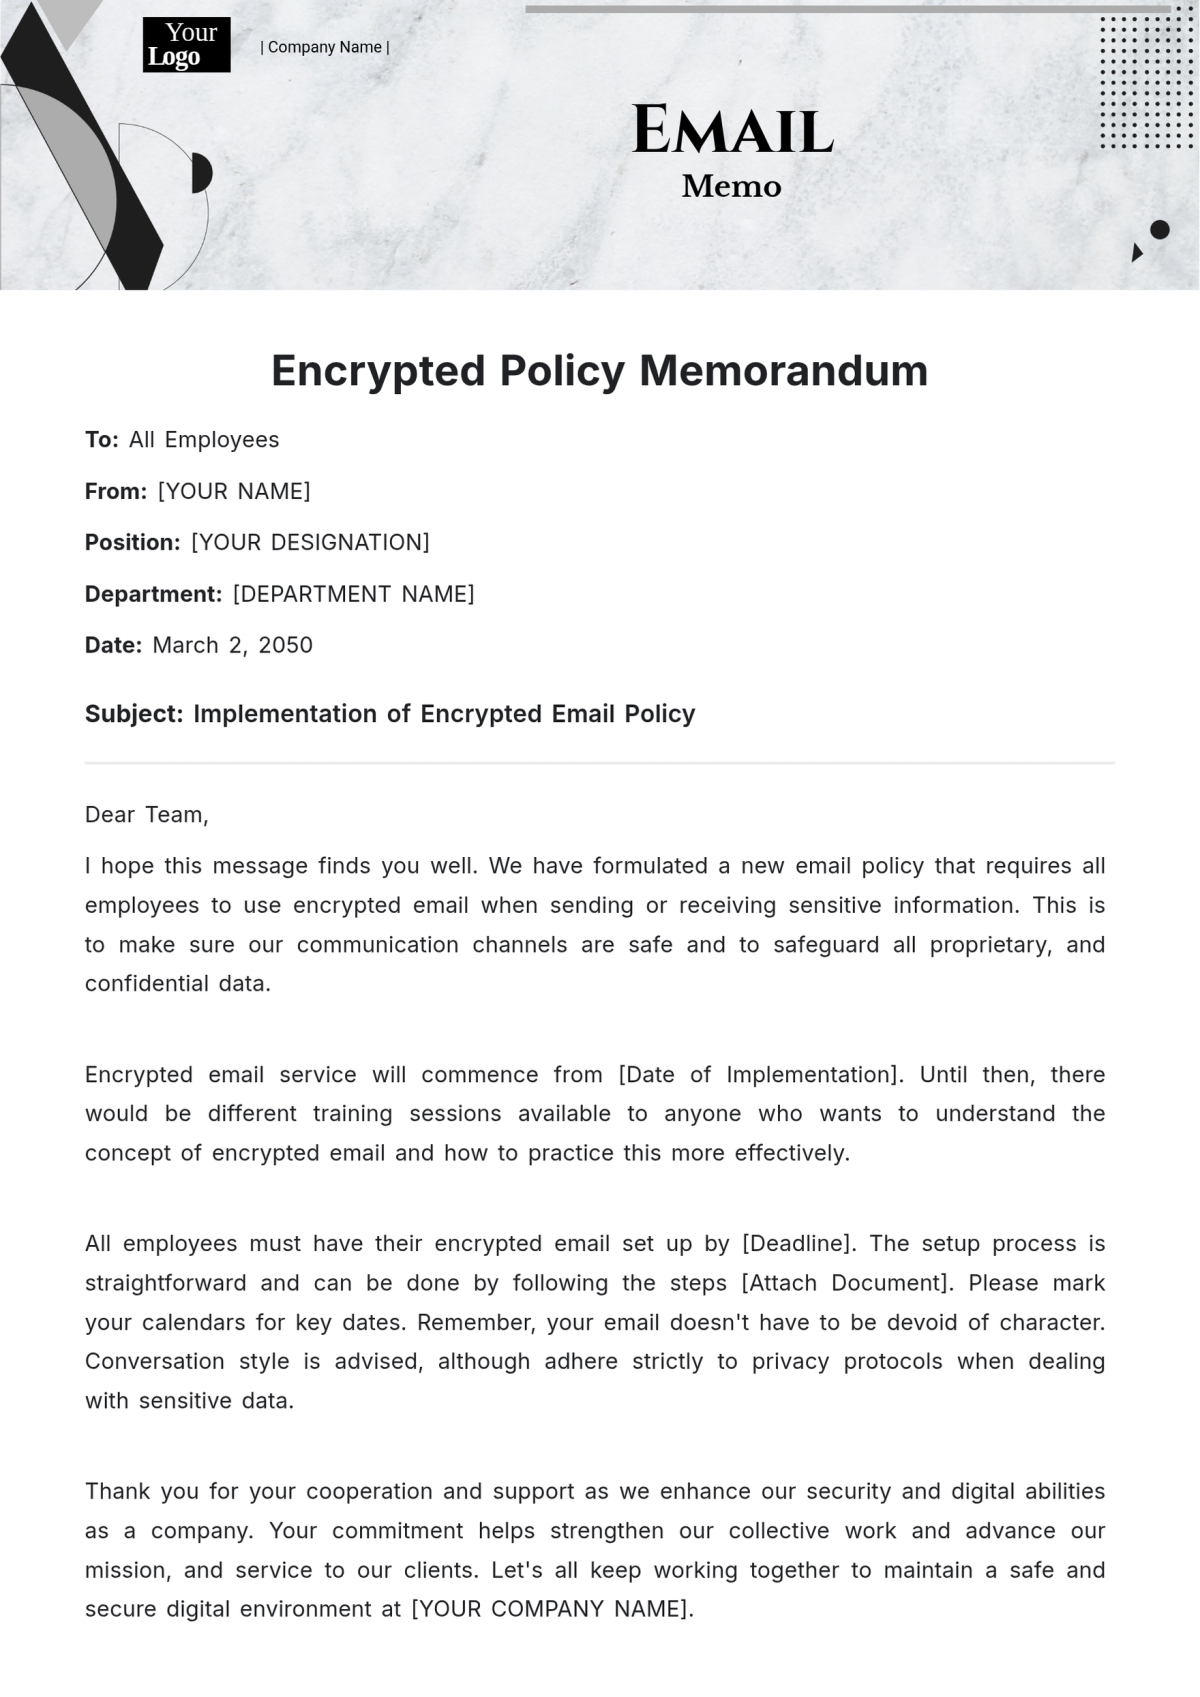 Your
Logo
| Company Name |
EMAIL
Memo
Encrypted Policy Memorandum
To: All Employees
From: [YOUR NAME]
Position: [YOUR DESIGNATION]
Department: [DEPARTMENT NAME]
Date: March 2, 2050
Subject: Implementation of Encrypted Email Policy
Dear Team,
I hope this message finds you well. We have formulated a new email policy that requires all
employees to use encrypted email when sending or receiving sensitive information. This is
to make sure our communication channels are safe and to safeguard all proprietary, and
confidential data.
Encrypted email service will commence from [Date of Implementation]. Until then, there
would be different training sessions available to anyone who wants to understand the
concept of encrypted email and how to practice this more effectively.
All employees must have their encrypted email set up by [Deadline]. The setup process is
straightforward and can be done by following the steps [Attach Document]. Please mark
your calendars for key dates. Remember, your email doesn't have to be devoid of character.
Conversation style is advised, although adhere strictly to privacy protocols when dealing
with sensitive data.
Thank you for your cooperation and support as we enhance our security and digital abilities
as a company. Your commitment helps strengthen our collective work and advance our
mission, and service to our clients. Let's all keep working together to maintain a safe and
secure digital environment at [YOUR COMPANY NAME].